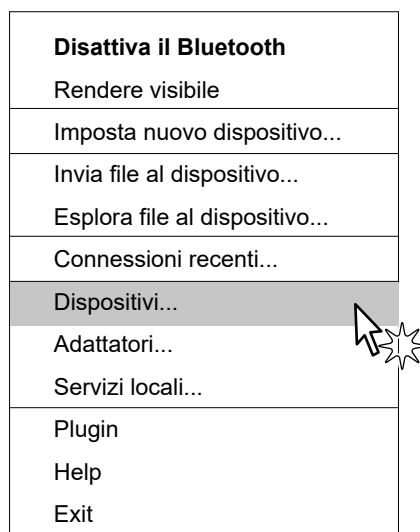 Disattiva il Bluetooth
Rendere visibile
Imposta nuovo dispositivo...
Invia file al dispositivo...
Esplora file al dispositivo...
Connessioni recenti...
Dispositivi...
Adattatori...
Servizi locali...
Plugin
Help
Exit